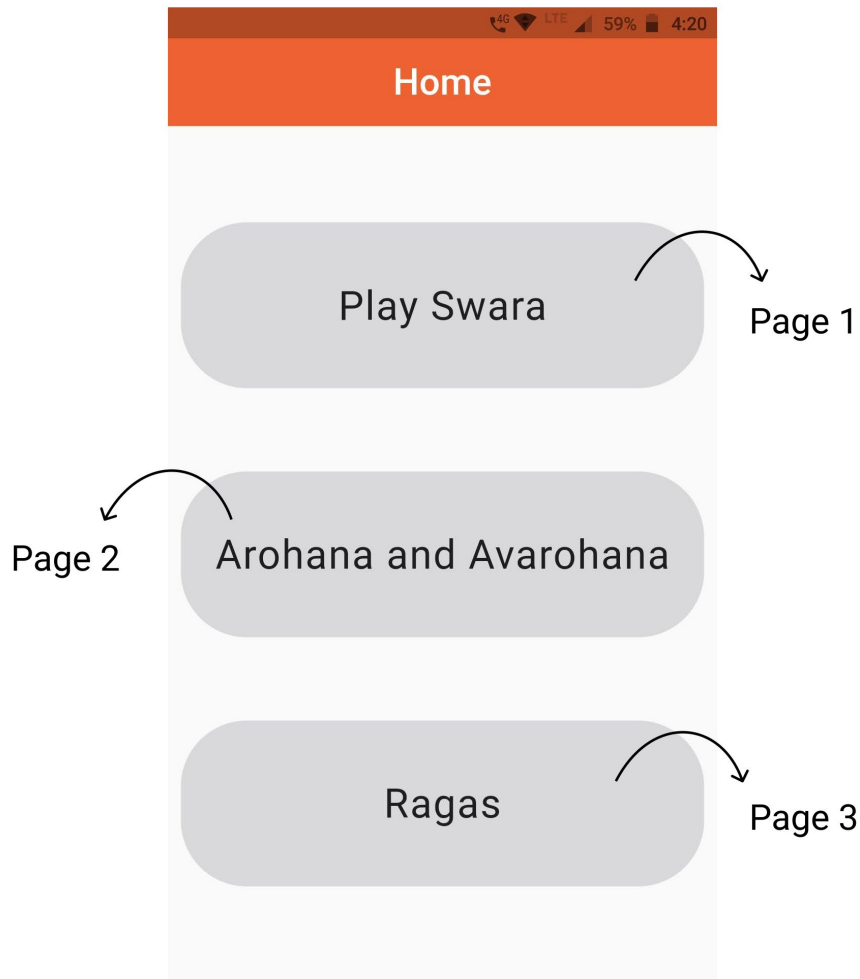 4G LTE 59% 4:20
Home
Play Swara
Page 1
Arohana and Avarohana
Page 2
Ragas
Page 3